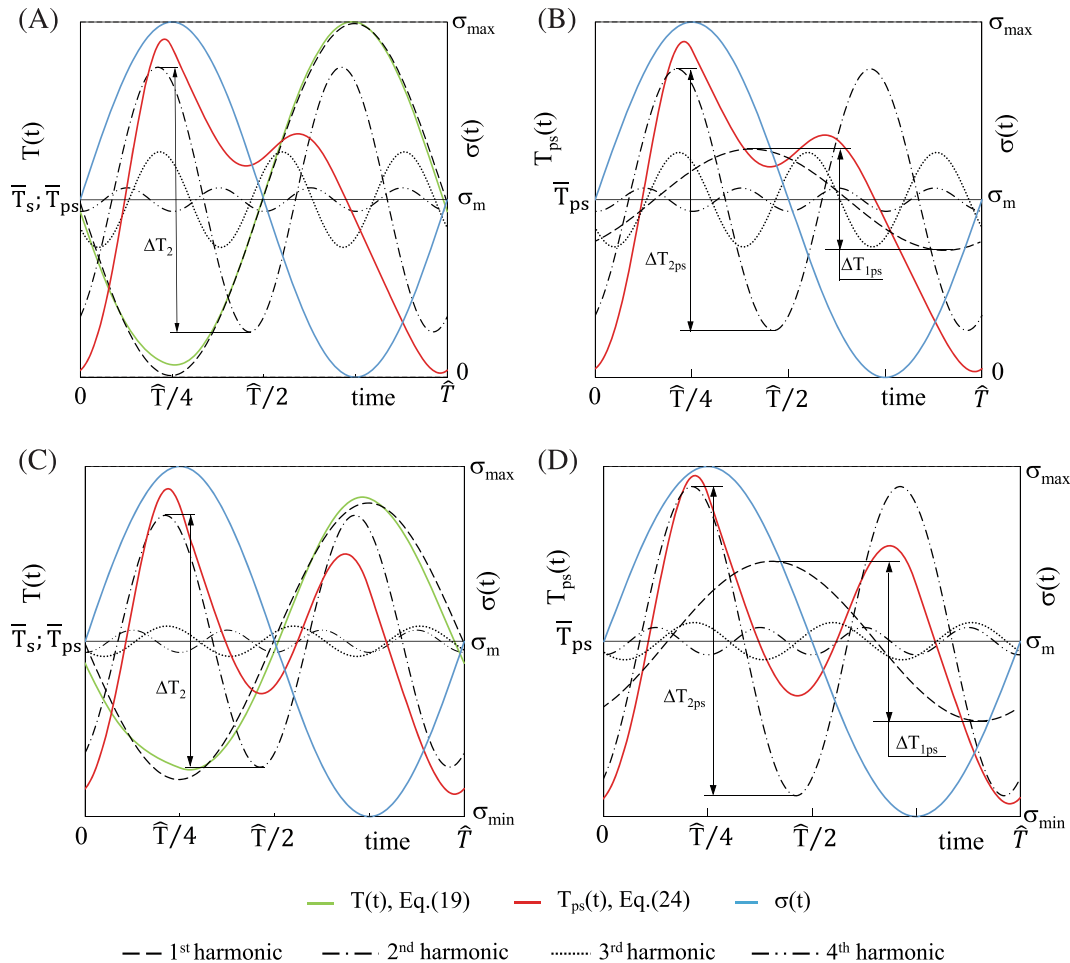 (A)
T(t)
T̅s; T̅ps
ΔT2
σmax
σ(t)
σm
0
0
T̂/4
T̂/2
time
T̂
(B)
Tps(t)
T̅ps
ΔT2ps
ΔT1ps
σmax
σ(t)
σm
0
0
T̂/4
T̂/2
time
T̂
(C)
T(t)
T̅s; T̅ps
ΔT2
σmax
σ(t)
σm
σmin
0
T̂/4
T̂/2
time
T̂
(D)
Tps(t)
T̅ps
ΔT2ps
ΔT1ps
σmax
σ(t)
σm
σmin
0
T̂/4
T̂/2
time
T̂
T(t), Eq.(19) Tps(t), Eq.(24) σ(t)
1st harmonic 2nd harmonic 3rd harmonic 4th harmonic